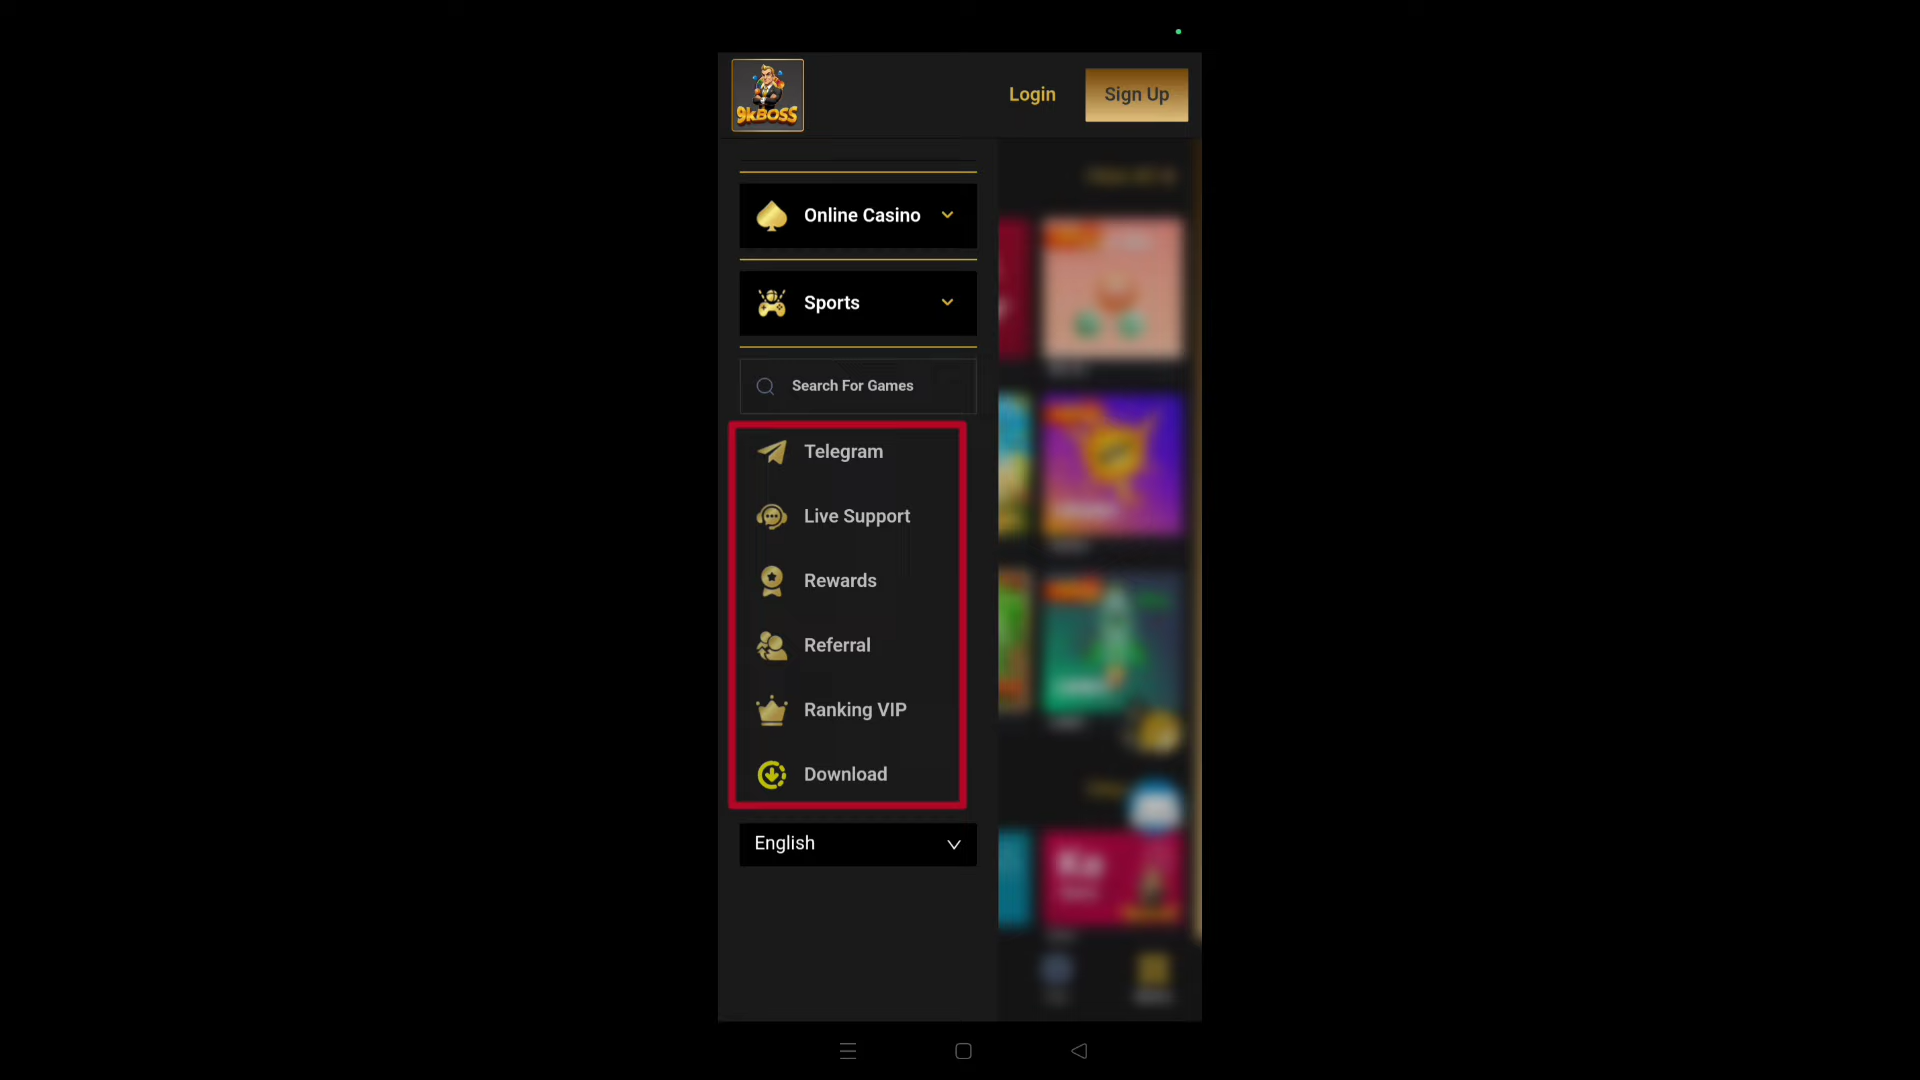 9KBOSS
Login
Sign Up
Online Casino
Sports
Search For Games
Telegram
Live Support
Rewards
Referral
Ranking VIP
Download
English